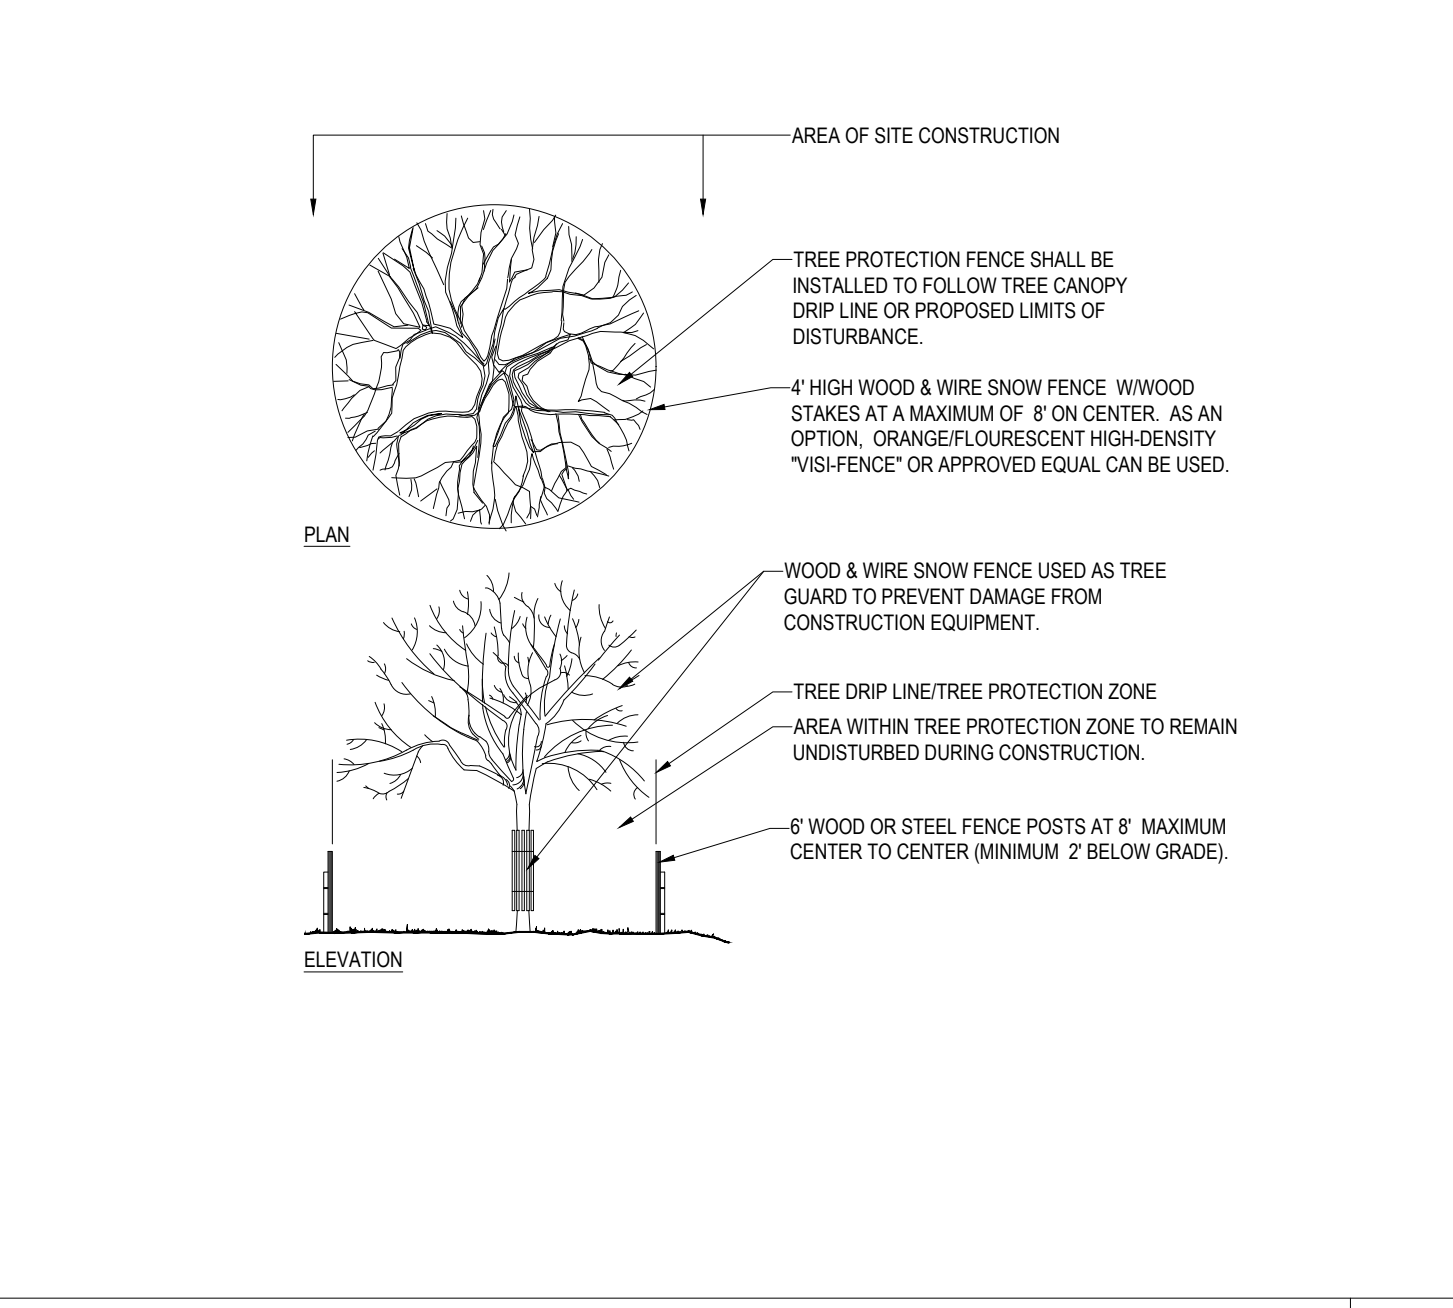 AREA OF SITE CONSTRUCTION
TREE PROTECTION FENCE SHALL BE
INSTALLED TO FOLLOW TREE CANOPY
DRIP LINE OR PROPOSED LIMITS OF
DISTURBANCE.
4' HIGH WOOD & WIRE SNOW FENCE W/WOOD
STAKES AT A MAXIMUM OF 8' ON CENTER. AS AN
OPTION, ORANGE/FLOURESCENT HIGH-DENSITY
"VISI-FENCE" OR APPROVED EQUAL CAN BE USED.
PLAN
WOOD & WIRE SNOW FENCE USED AS TREE
GUARD TO PREVENT DAMAGE FROM
CONSTRUCTION EQUIPMENT.
TREE DRIP LINE/TREE PROTECTION ZONE
AREA WITHIN TREE PROTECTION ZONE TO REMAIN
UNDISTURBED DURING CONSTRUCTION.
6' WOOD OR STEEL FENCE POSTS AT 8' MAXIMUM
CENTER TO CENTER (MINIMUM 2' BELOW GRADE).
ELEVATION